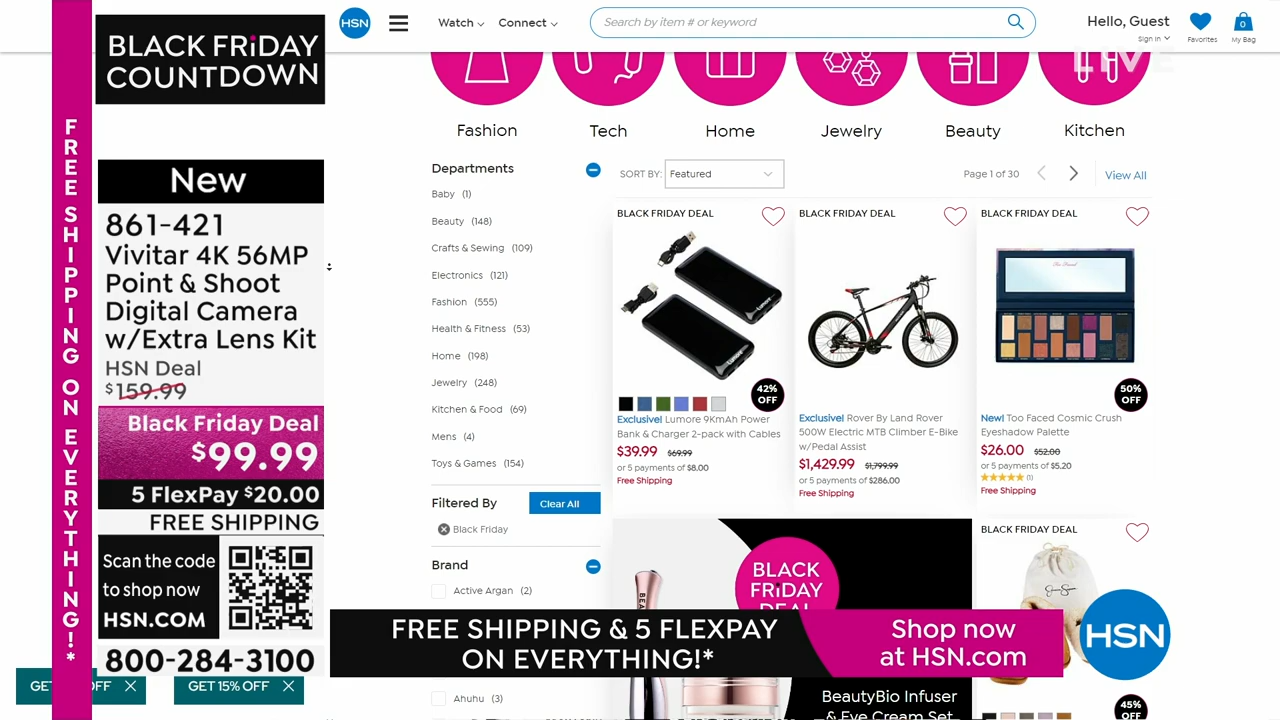 FREE SHIPPING ON EVERYTHING!*
BLACK FRiDAY
COUNTDOWN
New
861-421
Vivitar 4K 56MP
Point & Shoot
Digital Camera
w/Extra Lens Kit
HSN Deal
$159.99
Black Friday Deal
$99.99
5 FlexPay $20.00
FREE SHIPPING
Scan the code
to shop now
HSN.COM
800-284-3100
GET
OFF
GET 15% OFF
HSN
Watch
Connect
Search by item # or keyword
Hello, Guest
Sign in
Favorites
0
My Bag
LIVE
Fashion
Tech
Home
Jewelry
Beauty
Kitchen
Departments
Baby (1)
Beauty (148)
Crafts & Sewing (109)
Electronics (121)
Fashion (555)
Health & Fitness (53)
Home (198)
Jewelry (248)
Kitchen & Food (69)
Mens (4)
Toys & Games (154)
Filtered By
Clear All
Black Friday
Brand
Active Argan (2)
Ahuhu (3)
SORT BY: Featured
Page 1 of 30
View All
BLACK FRIDAY DEAL
42%
OFF
Exclusive! Lumore 9KmAh Power
Bank & Charger 2-pack with Cables
$39.99 $69.99
or 5 payments of $8.00
Free Shipping
BLACK FRIDAY DEAL
Exclusive! Rover By Land Rover
500W Electric MTB Climber E-Bike
w/Pedal Assist
$1,429.99 $1,799.99
or 5 payments of $286.00
Free Shipping
BLACK FRIDAY DEAL
50%
OFF
New! Too Faced Cosmic Crush
Eyeshadow Palette
$26.00 $52.00
or 5 payments of $5.20
(1)
Free Shipping
BLACK
FRiDAY
DEAL
BeautyBio Infuser
& Eye Cream Set
BLACK FRIDAY DEAL
45%
OFF
FREE SHIPPING & 5 FLEXPAY
ON EVERYTHING!*
Shop now
at HSN.com
HSN